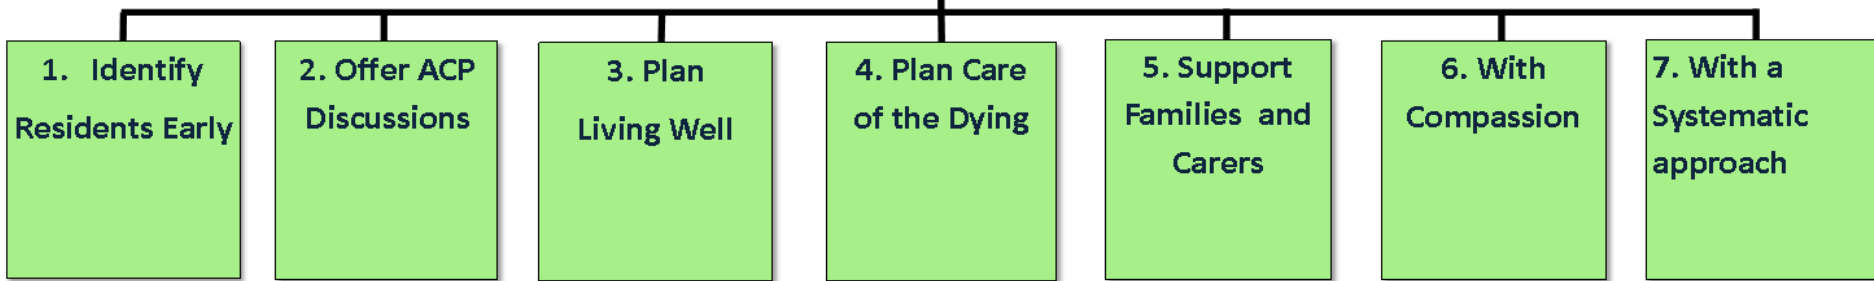 1. Identify
Residents Early
2. Offer ACP
Discussions
3. Plan
Living Well
4. Plan Care
of the Dying
5. Support
Families and
Carers
6. With
Compassion
7. With a
Systematic
approach